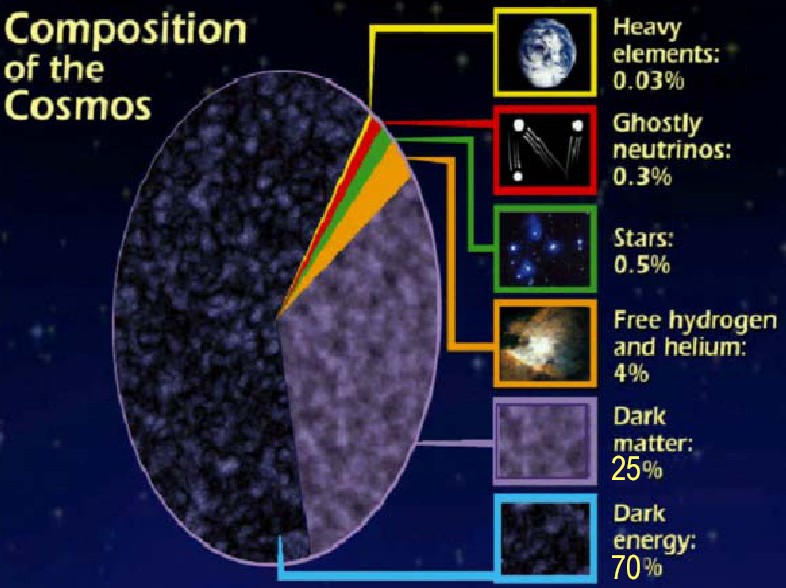 Composition
of the
Cosmos
Heavy
elements:
0.03%
Ghostly
neutrinos:
0.3%
Stars:
0.5%
Free hydrogen
and helium:
4%
Dark
matter:
25%
Dark
energy:
70%